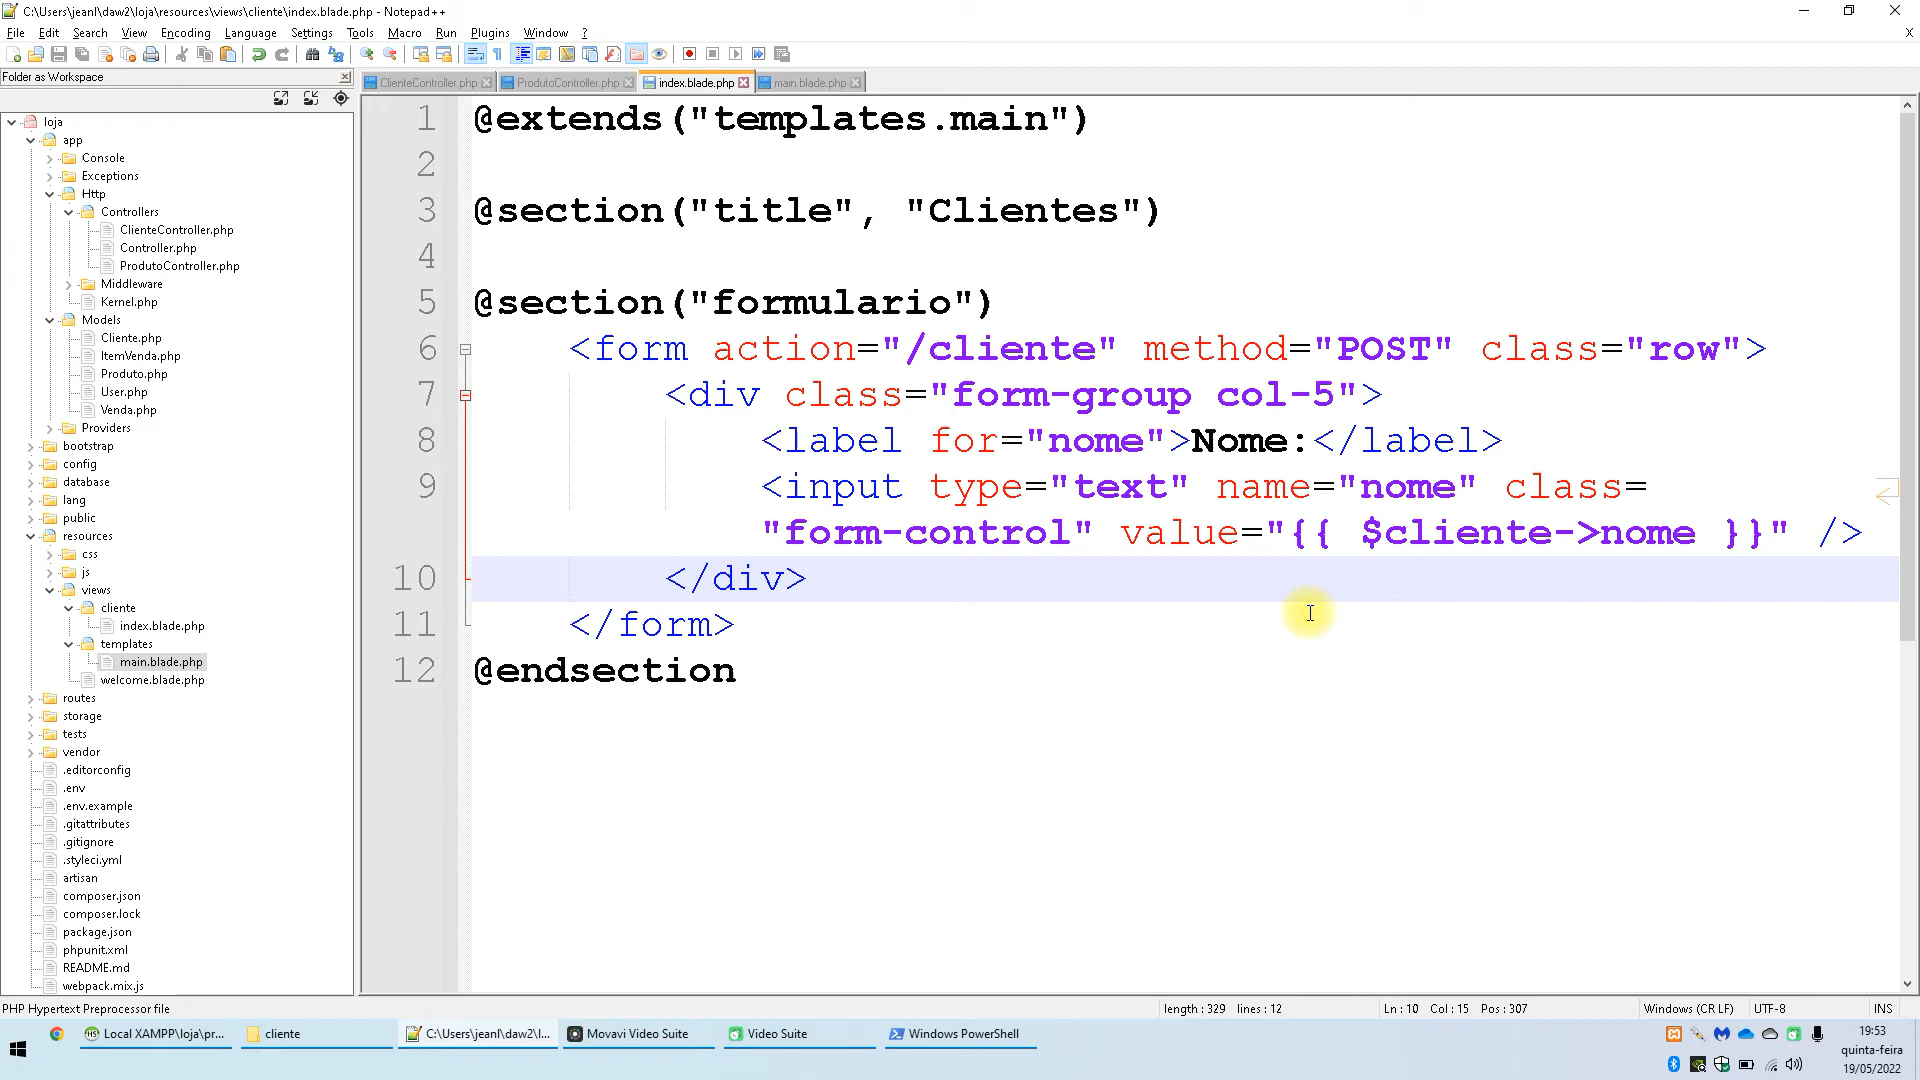 C:\Users\jeanl\daw2\loja\resources\views\cliente\index.blade.php - Notepad++
File Edit Search View Encoding Language Settings Tools Macro Run Plugins Window ? X
Folder as Workspace
ClienteController.php ProdutoController.php index.blade.php main.blade.php
loja
app
Console
Exceptions
Http
Controllers
ClienteController.php
Controller.php
ProdutoController.php
Middleware
Kernel.php
Models
Cliente.php
ItemVenda.php
Produto.php
User.php
Venda.php
Providers
bootstrap
config
database
lang
public
resources
css
js
views
cliente
index.blade.php
templates
main.blade.php
welcome.blade.php
routes
storage
tests
vendor
.editorconfig
.env
.env.example
.gitattributes
.gitignore
.styleci.yml
artisan
composer.json
composer.lock
package.json
phpunit.xml
README.md
webpack.mix.js
1 @extends("templates.main")
2
3 @section("title", "Clientes")
4
5 @section("formulario")
6 <form action="/cliente" method="POST" class="row">
7 <div class="form-group col-5">
8 <label for="nome">Nome:</label>
9 <input type="text" name="nome" class=
"form-control" value="{{ $cliente->nome }}" />
10 </div>
11 </form>
12 @endsection
PHP Hypertext Preprocessor file length : 329 lines : 12 Ln : 10 Col : 15 Pos : 307 Windows (CR LF) UTF-8 INS
Local XAMPP\loja\pr... cliente C:\Users\jeanl\daw2\l... Movavi Video Suite Video Suite Windows PowerShell
19:53
quinta-feira
19/05/2022